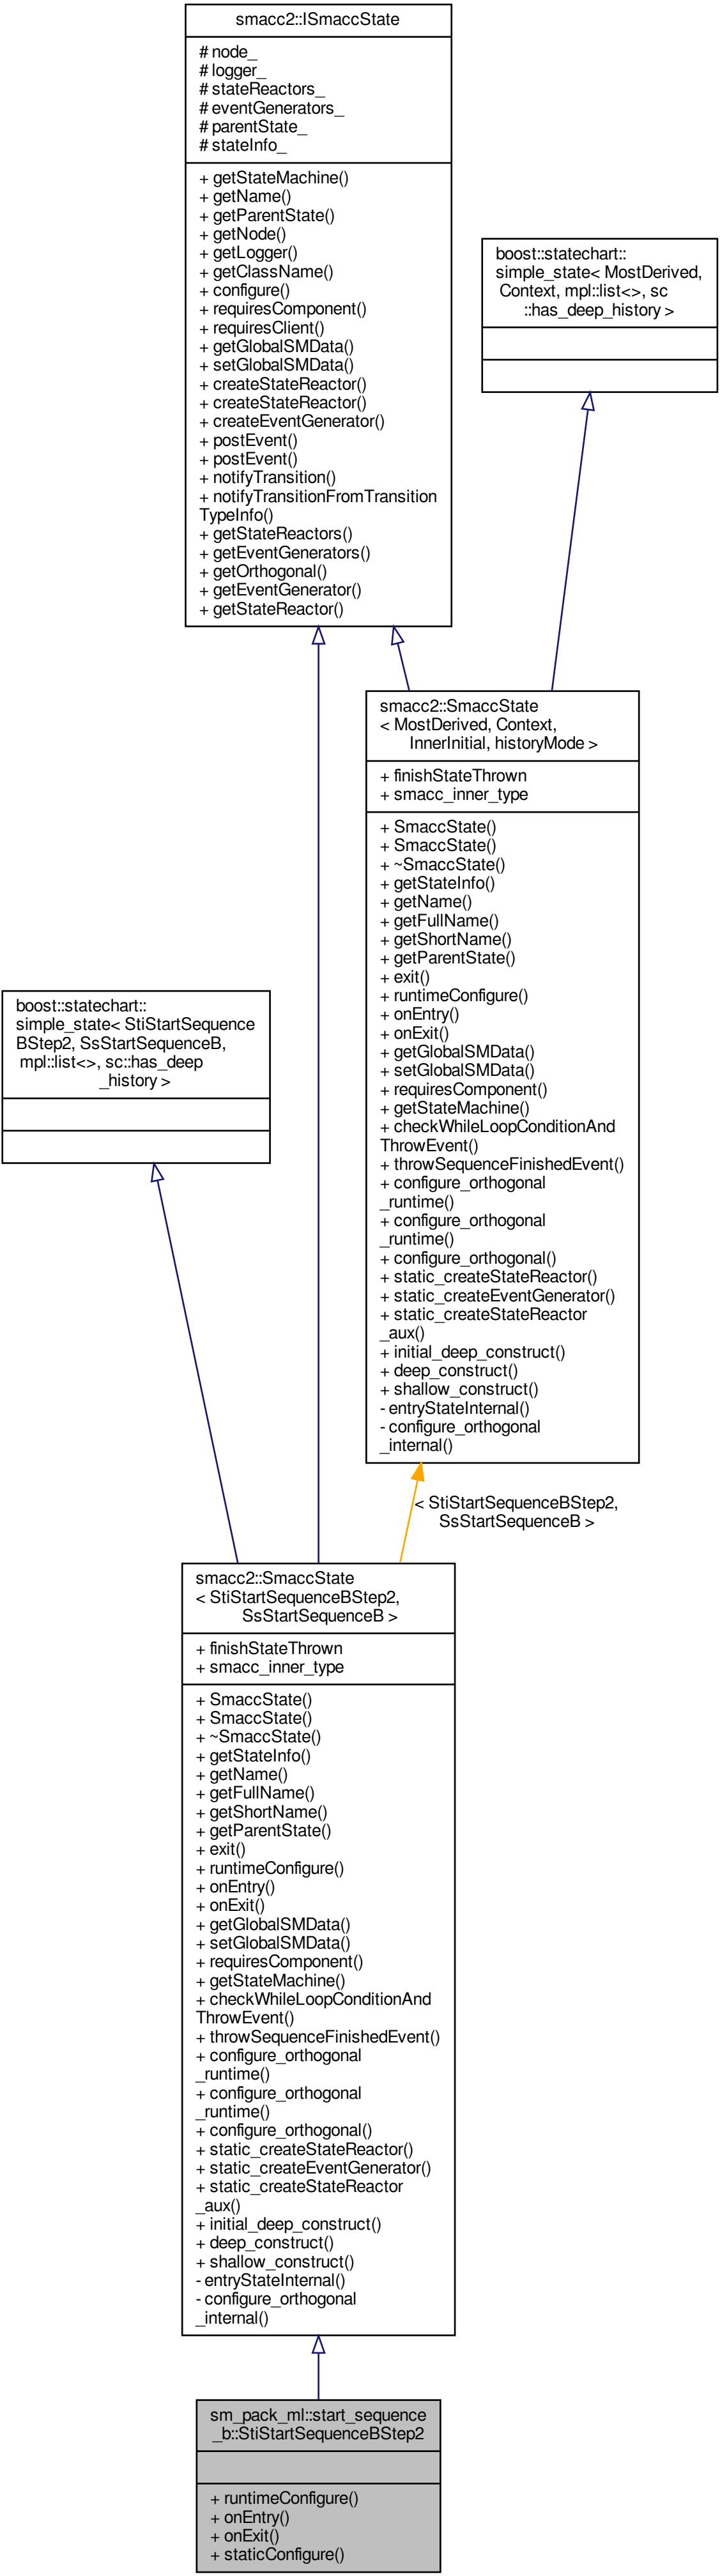 smacc2::ISmaccState
# node_
# logger_
# stateReactors_
# eventGenerators_
# parentState_
# stateInfo_
+ getStateMachine()
+ getName()
+ getParentState()
+ getNode()
+ getLogger()
+ getClassName()
+ configure()
+ requiresComponent()
+ requiresClient()
+ getGlobalSMData()
+ setGlobalSMData()
+ createStateReactor()
+ createStateReactor()
+ createEventGenerator()
+ postEvent()
+ postEvent()
+ notifyTransition()
+ notifyTransitionFromTransition
TypeInfo()
+ getStateReactors()
+ getEventGenerators()
+ getOrthogonal()
+ getEventGenerator()
+ getStateReactor()
boost::statechart::
simple_state< MostDerived,
Context, mpl::list<>, sc
::has_deep_history >
smacc2::SmaccState
< MostDerived, Context,
InnerInitial, historyMode >
+ finishStateThrown
+ smacc_inner_type
+ SmaccState()
+ SmaccState()
+ ~SmaccState()
+ getStateInfo()
+ getName()
+ getFullName()
+ getShortName()
+ getParentState()
+ exit()
+ runtimeConfigure()
+ onEntry()
+ onExit()
+ getGlobalSMData()
+ setGlobalSMData()
+ requiresComponent()
+ getStateMachine()
+ checkWhileLoopConditionAnd
ThrowEvent()
+ throwSequenceFinishedEvent()
+ configure_orthogonal
_runtime()
+ configure_orthogonal
_runtime()
+ configure_orthogonal()
+ static_createStateReactor()
+ static_createEventGenerator()
+ static_createStateReactor
_aux()
+ initial_deep_construct()
+ deep_construct()
+ shallow_construct()
- entryStateInternal()
- configure_orthogonal
_internal()
boost::statechart::
simple_state< StiStartSequence
BStep2, SsStartSequenceB,
mpl::list<>, sc::has_deep
_history >
< StiStartSequenceBStep2,
SsStartSequenceB >
smacc2::SmaccState
< StiStartSequenceBStep2,
SsStartSequenceB >
+ finishStateThrown
+ smacc_inner_type
+ SmaccState()
+ SmaccState()
+ ~SmaccState()
+ getStateInfo()
+ getName()
+ getFullName()
+ getShortName()
+ getParentState()
+ exit()
+ runtimeConfigure()
+ onEntry()
+ onExit()
+ getGlobalSMData()
+ setGlobalSMData()
+ requiresComponent()
+ getStateMachine()
+ checkWhileLoopConditionAnd
ThrowEvent()
+ throwSequenceFinishedEvent()
+ configure_orthogonal
_runtime()
+ configure_orthogonal
_runtime()
+ configure_orthogonal()
+ static_createStateReactor()
+ static_createEventGenerator()
+ static_createStateReactor
_aux()
+ initial_deep_construct()
+ deep_construct()
+ shallow_construct()
- entryStateInternal()
- configure_orthogonal
_internal()
sm_pack_ml::start_sequence
_b::StiStartSequenceBStep2
+ runtimeConfigure()
+ onEntry()
+ onExit()
+ staticConfigure()